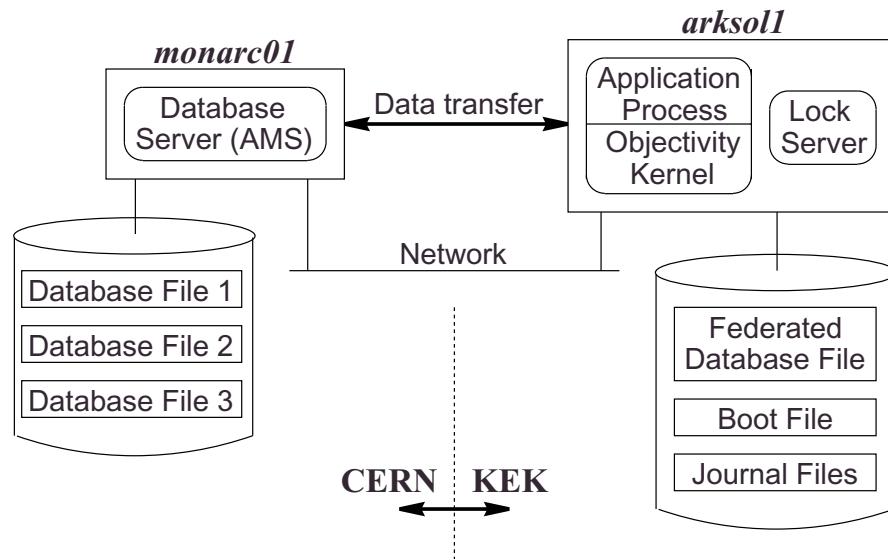 monarc01
arksol1
Database
Server (AMS)
Data transfer
Application
Process
Objectivity
Kernel
Lock
Server
Network
Database File 1
Database File 2
Database File 3
Federated
Database File
Boot File
Journal Files
CERN
KEK